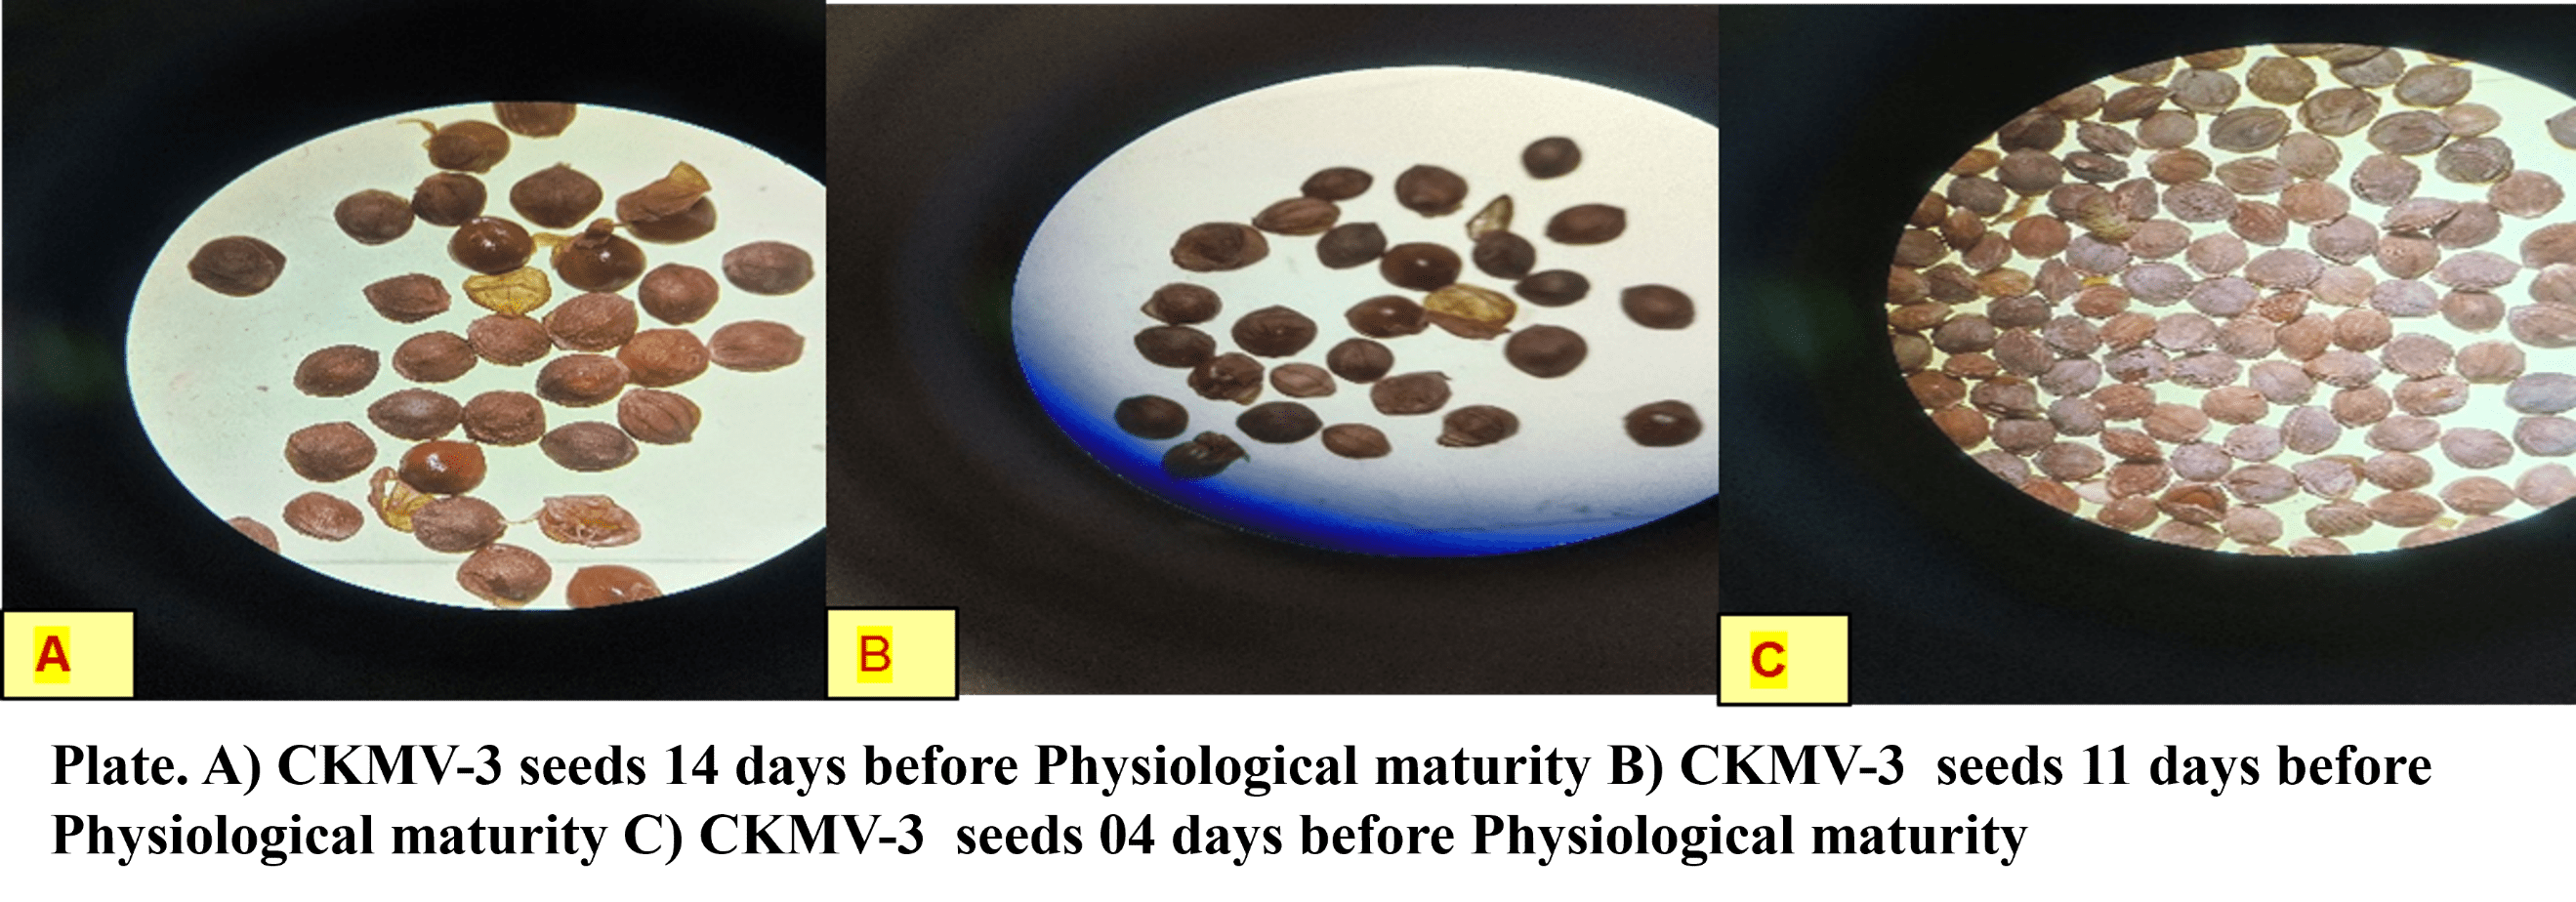 A
B
C
Plate. A) CKMV-3 seeds 14 days before Physiological maturity B) CKMV-3 seeds 11 days before
Physiological maturity C) CKMV-3 seeds 04 days before Physiological maturity